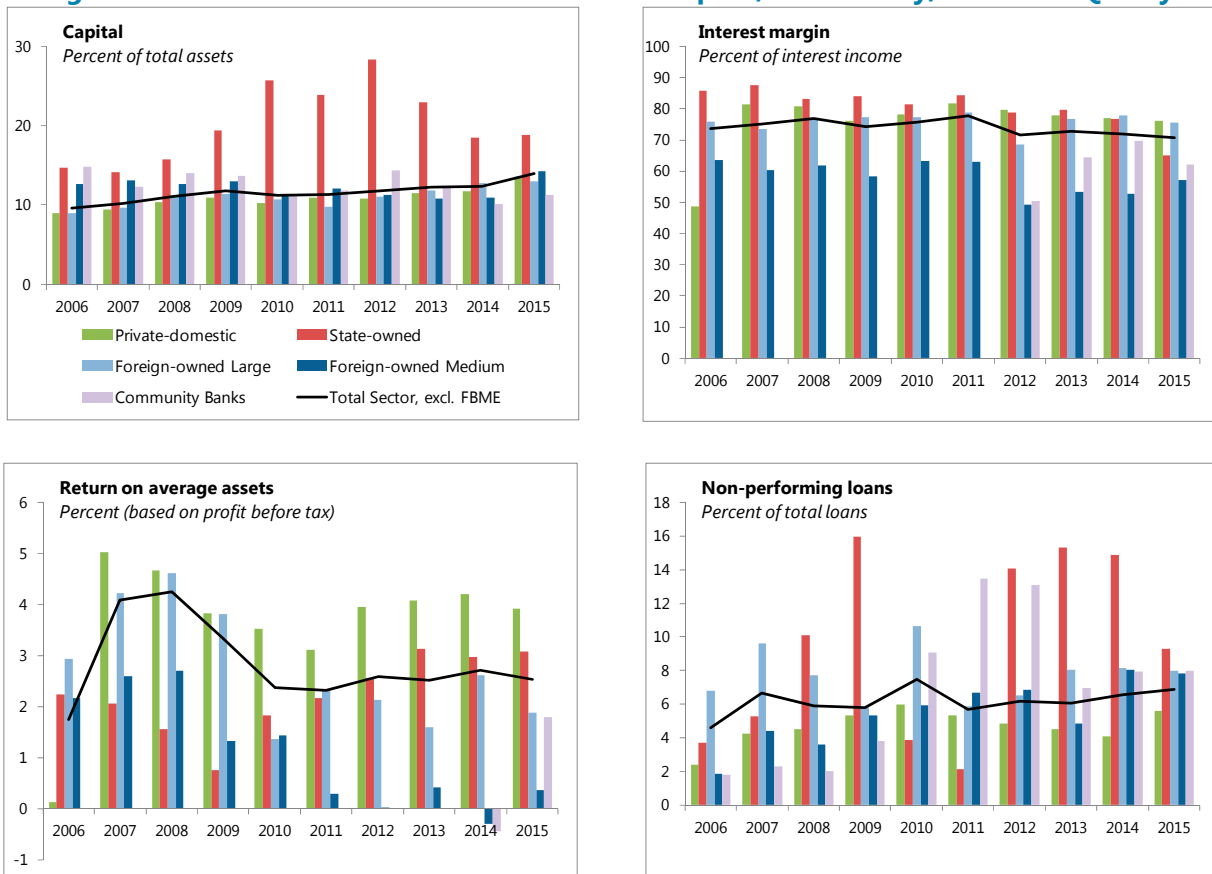 Capital
Percent of total assets
30
20
10
0
2006 2007 2008 2009 2010 2011 2012 2013 2014 2015
Private-domestic State-owned
Foreign-owned Large Foreign-owned Medium
Community Banks Total Sector, excl. FBME
Interest margin
Percent of interest income
100
90
80
70
60
50
40
30
20
10
0
2006 2007 2008 2009 2010 2011 2012 2013 2014 2015
Return on average assets
Percent (based on profit before tax)
6
5
4
3
2
1
0
-1
2006 2007 2008 2009 2010 2011 2012 2013 2014 2015
Non-performing loans
Percent of total loans
18
16
14
12
10
8
6
4
2
0
2006 2007 2008 2009 2010 2011 2012 2013 2014 2015